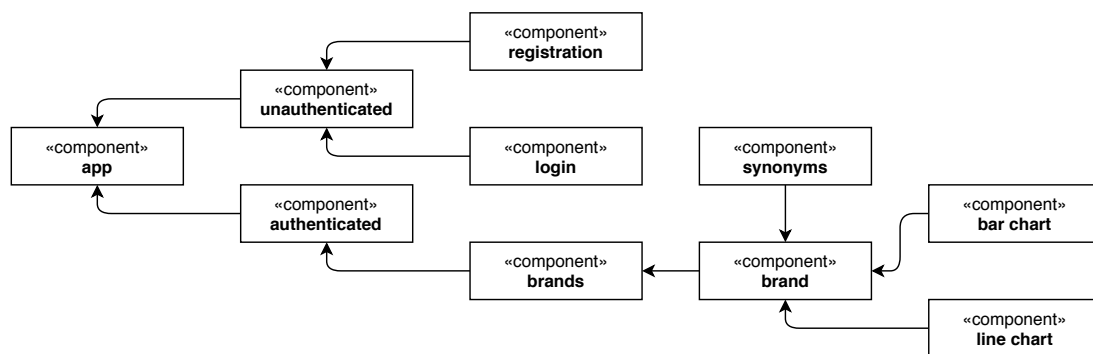 «component»
registration
«component»
unauthenticated
«component»
app
«component»
login
«component»
synonyms
«component»
authenticated
«component»
bar chart
«component»
brands
«component»
brand
«component»
line chart